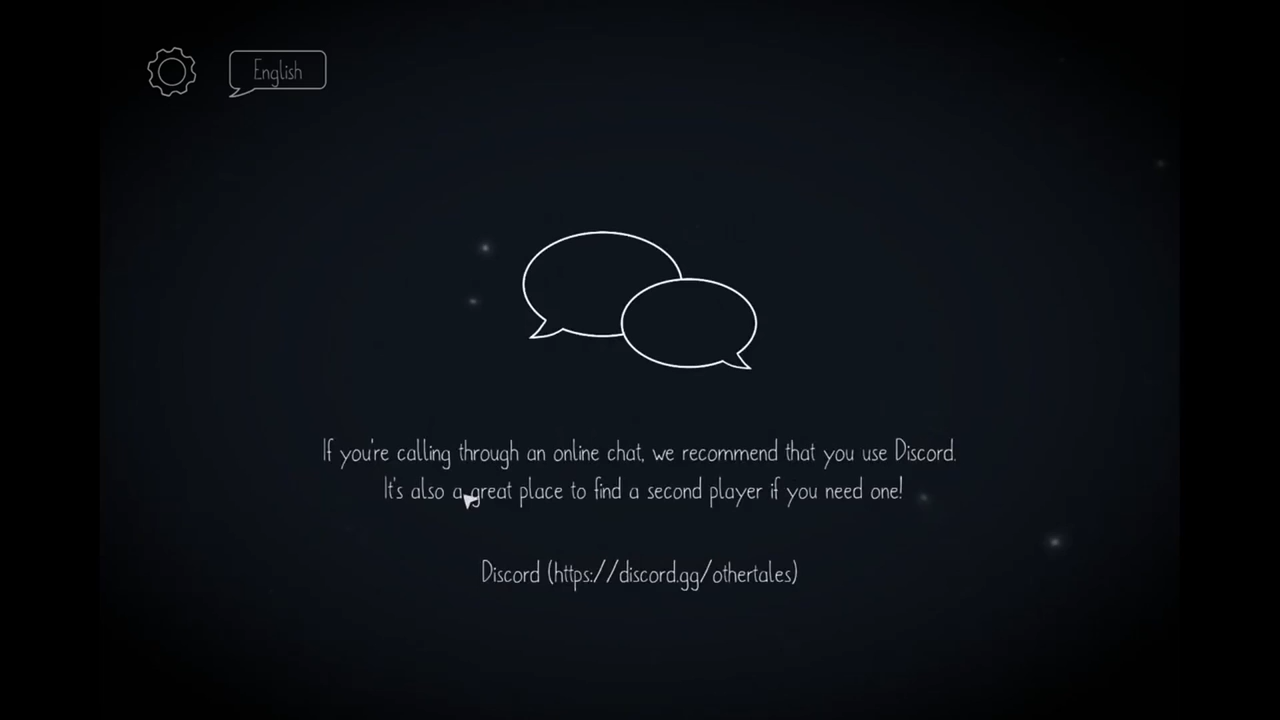 English
If you're calling through an online chat, we recommend that you use Discord.
It's also a great place to find a second player if you need one!
Discord (https://discord.gg/othertales)